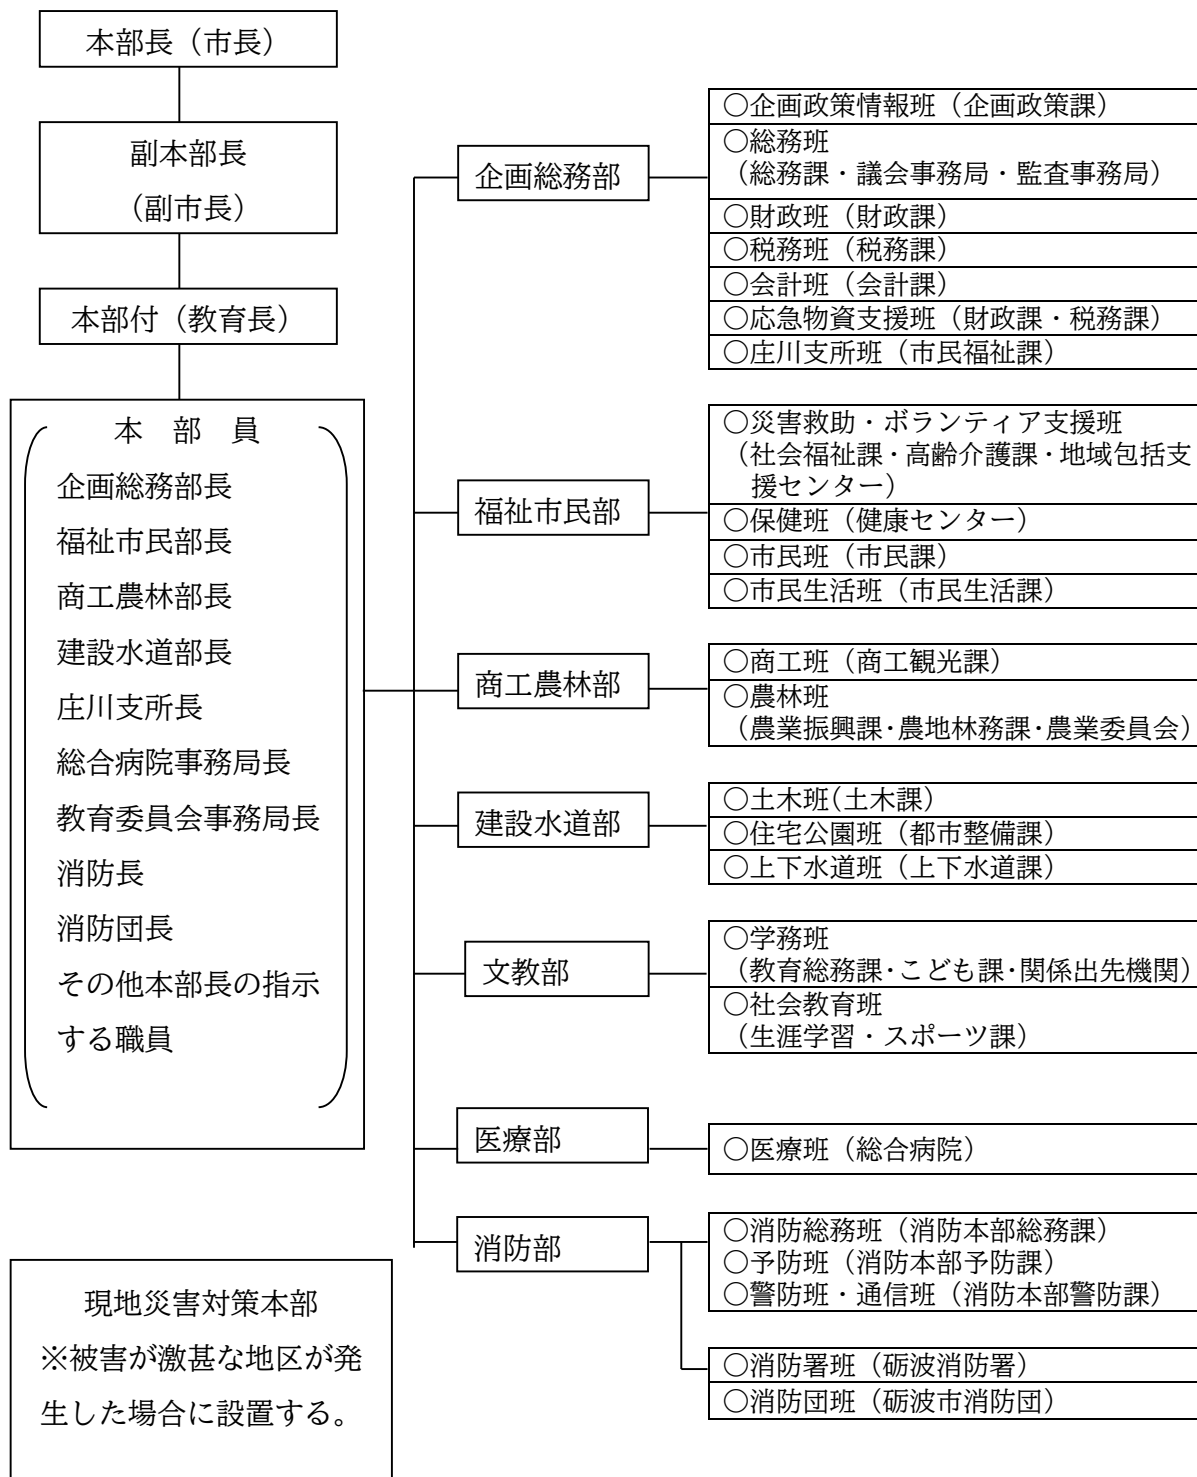 本部長（市長）
副本部長
（副市長）
本部付（教育長）
本　部　員
企画総務部長
福祉市民部長
商工農林部長
建設水道部長
庄川支所長
総合病院事務局長
教育委員会事務局長
消防長
消防団長
その他本部長の指示
する職員
現地災害対策本部
※被害が激甚な地区が発
生した場合に設置する。
企画総務部
○企画政策情報班（企画政策課）
○総務班
（総務課・議会事務局・監査事務局）
○財政班（財政課）
○税務班（税務課）
○会計班（会計課）
○応急物資支援班（財政課・税務課）
○庄川支所班（市民福祉課）
福祉市民部
○災害救助・ボランティア支援班
（社会福祉課・高齢介護課・地域包括支
援センター）
○保健班（健康センター）
○市民班（市民課）
○市民生活班（市民生活課）
商工農林部
○商工班（商工観光課）
○農林班
（農業振興課・農地林務課・農業委員会）
建設水道部
○土木班（土木課）
○住宅公園班（都市整備課）
○上下水道班（上下水道課）
文教部
○学務班
（教育総務課・こども課・関係出先機関）
○社会教育班
（生涯学習・スポーツ課）
医療部
○医療班（総合病院）
消防部
○消防総務班（消防本部総務課）
○予防班（消防本部予防課）
○警防班・通信班（消防本部警防課）
○消防署班（砺波消防署）
○消防団班（砺波市消防団）